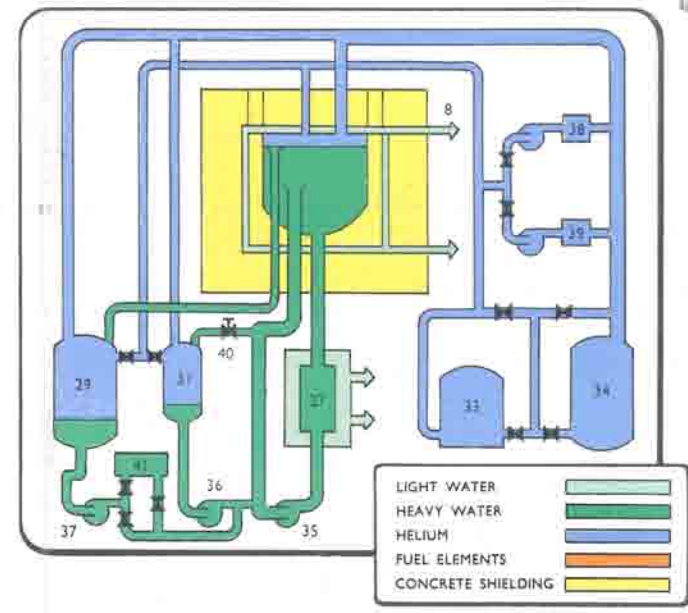 8
38
39
40
29
31
27
33
34
41
36
37
35
LIGHT WATER
HEAVY WATER
HELIUM
FUEL ELEMENTS
CONCRETE SHIELDING